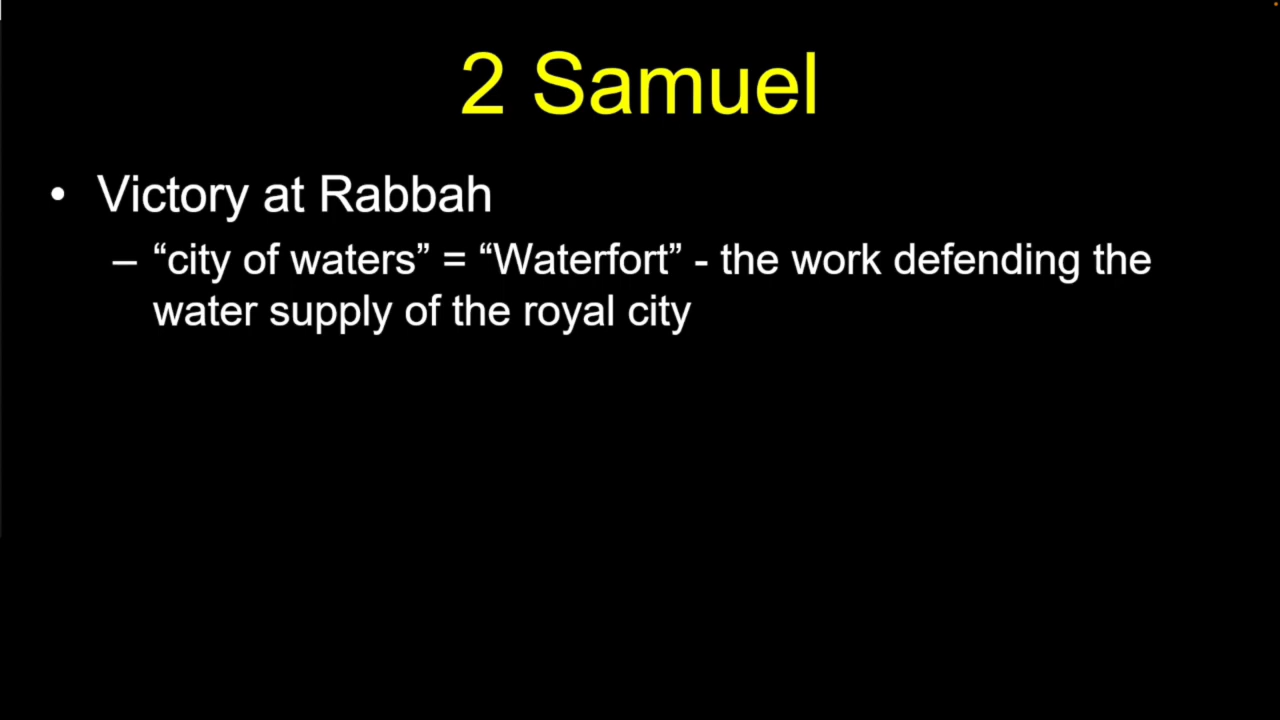 2 Samuel
• Victory at Rabbah
– “city of waters” = “Waterfort” - the work defending the
water supply of the royal city